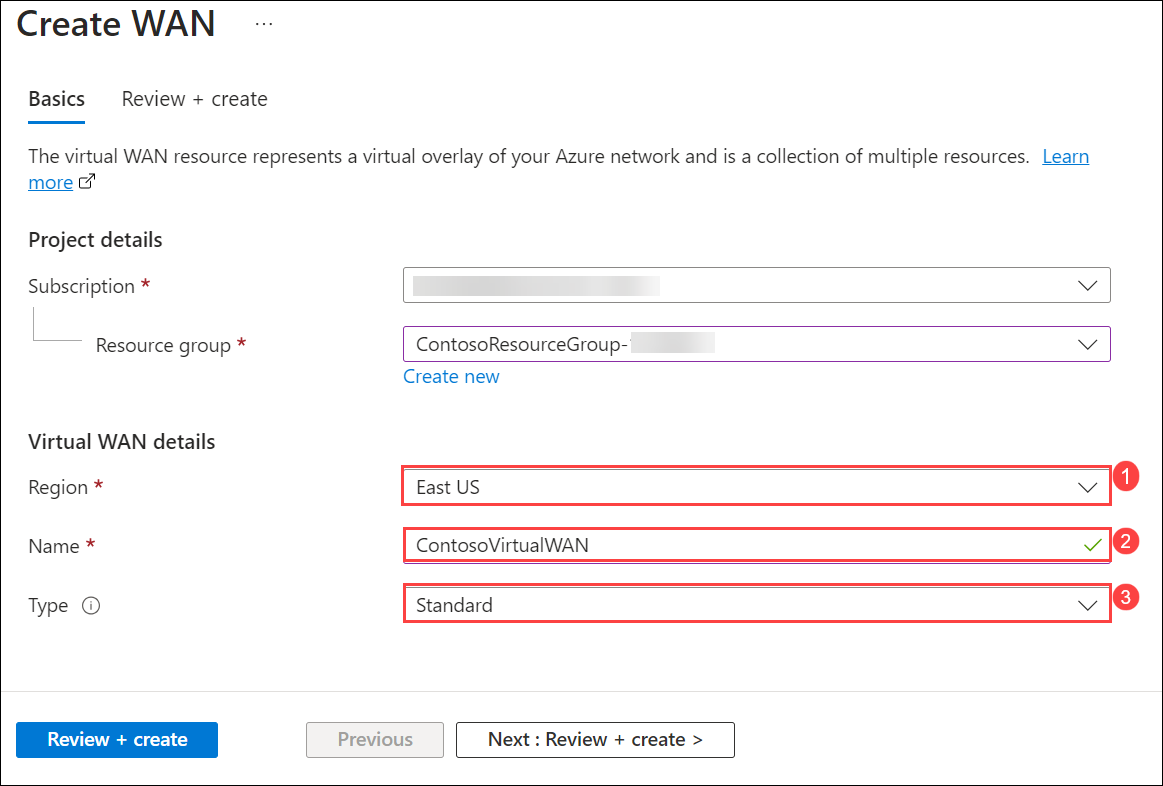 Create WAN ...
Basics Review + create
The virtual WAN resource represents a virtual overlay of your Azure network and is a collection of multiple resources. Learn
more
Project details
Subscription *
Resource group * ContosoResourceGroup-
Create new
Virtual WAN details
Region * East US 1
Name * ContosoVirtualWAN 2
Type Standard 3
Review + create Previous Next : Review + create >